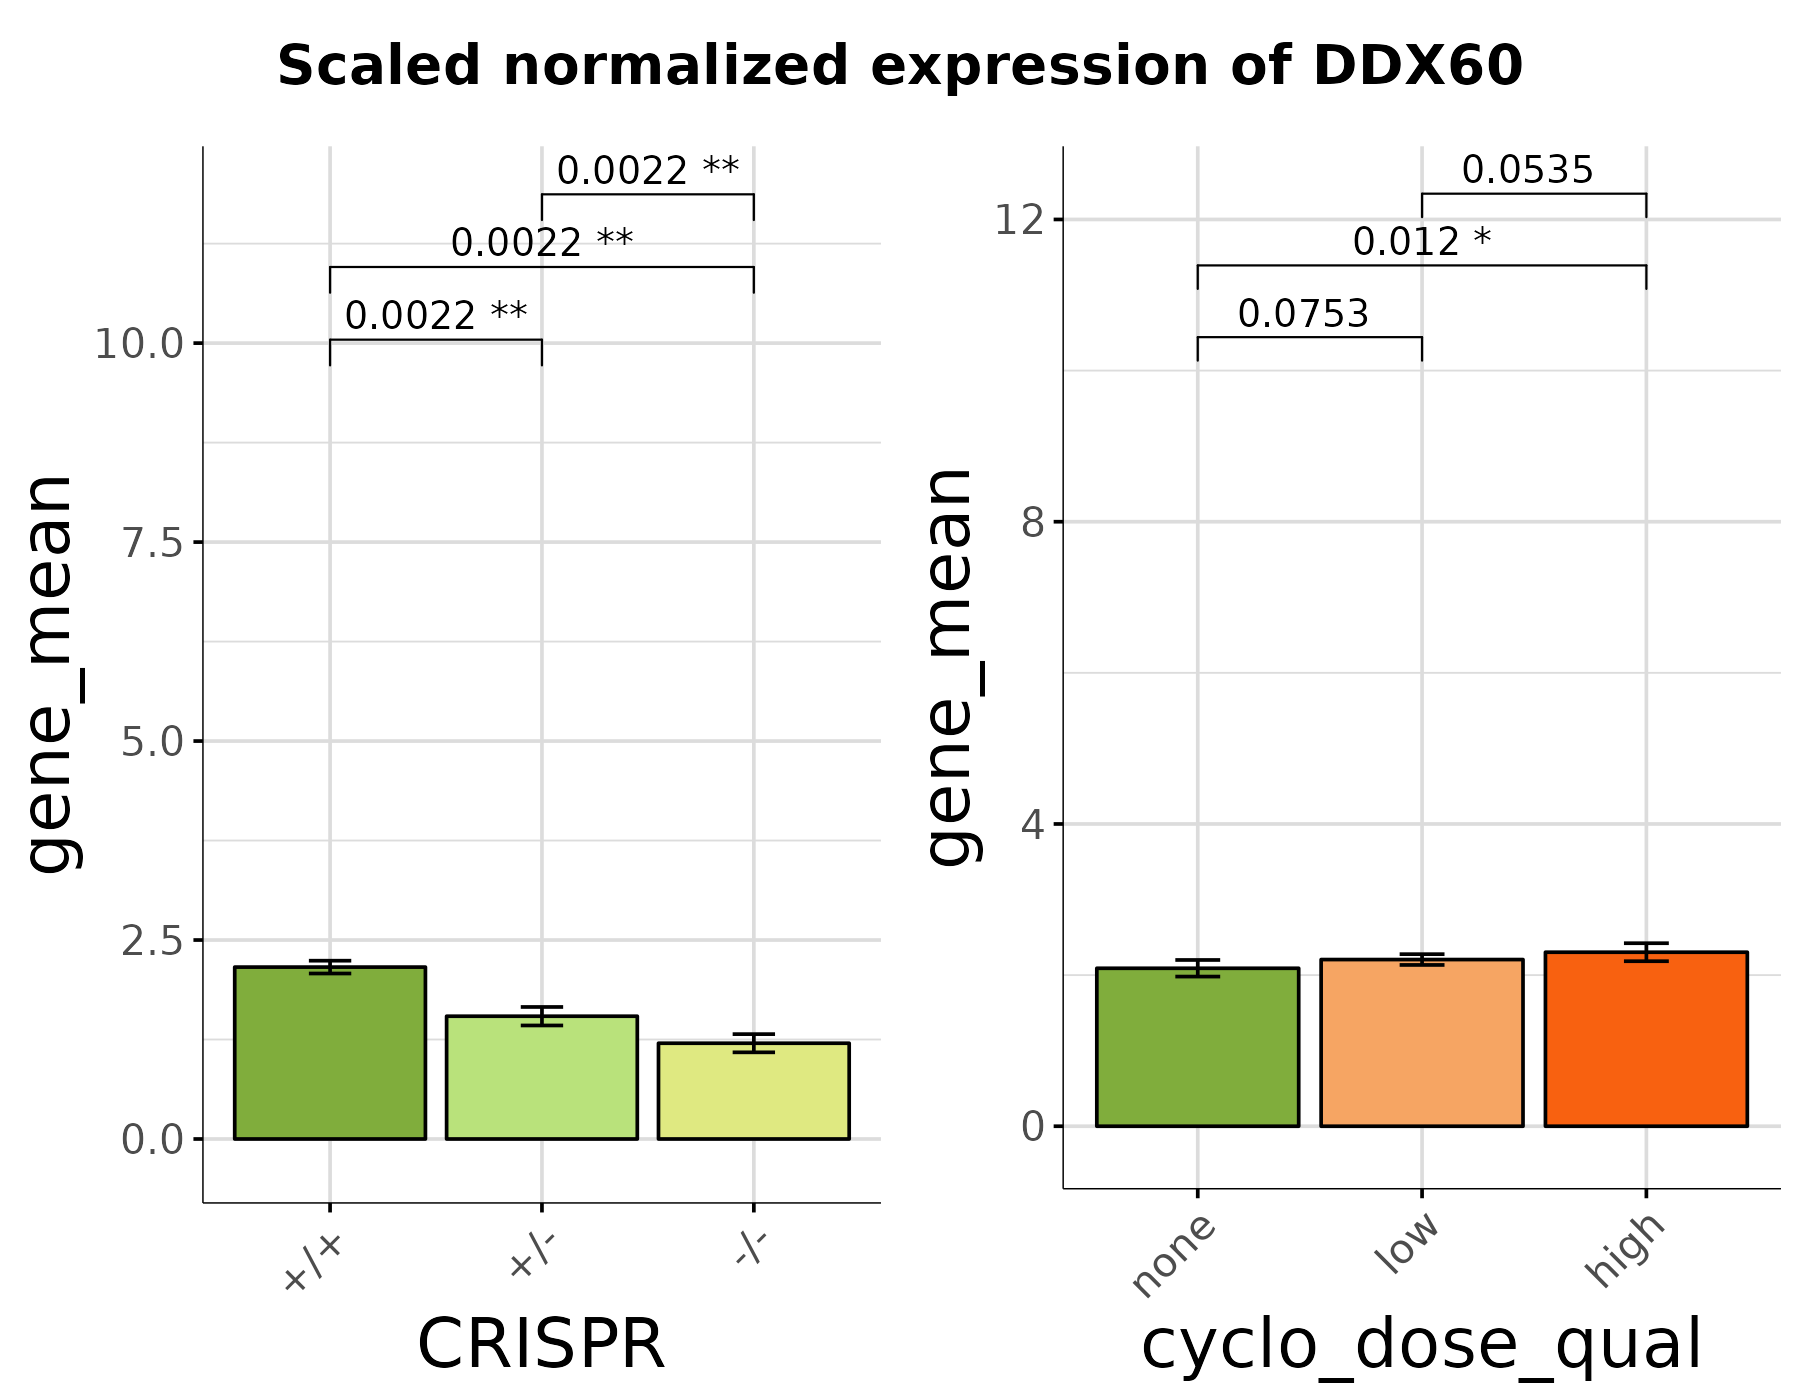 Scaled normalized expression of DDX60
0.0022 **
0.0022 **
0.0022 **
10.0
7.5
5.0
2.5
0.0
gene_mean
+/+
+/-
-/-
CRISPR
0.0535
0.012 *
0.0753
12
8
4
0
gene_mean
none
low
high
cyclo_dose_qual